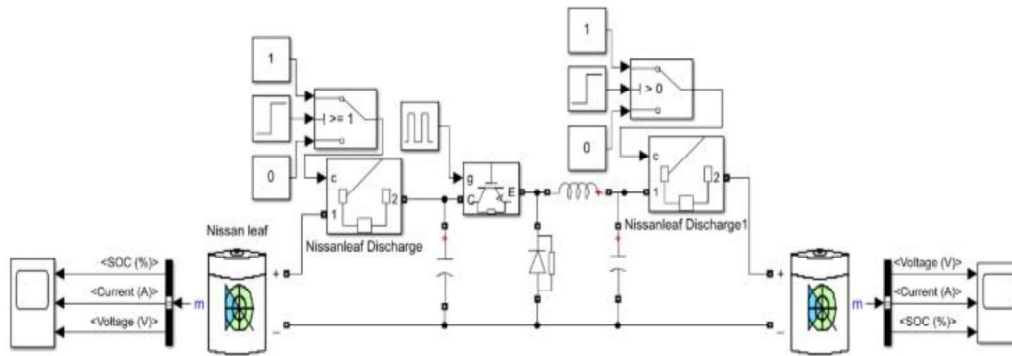 1
1
>= 1
> 0
0
0
c
1
2
g
C
E
c
1
2
Nissanleaf Discharge
Nissanleaf Discharge1
Nissan leaf
<SOC (%)>
<Current (A)>
<Voltage (V)>
m
+
_
+
_
m
<Voltage (V)>
<Current (A)>
<SOC (%)>
+
+
+